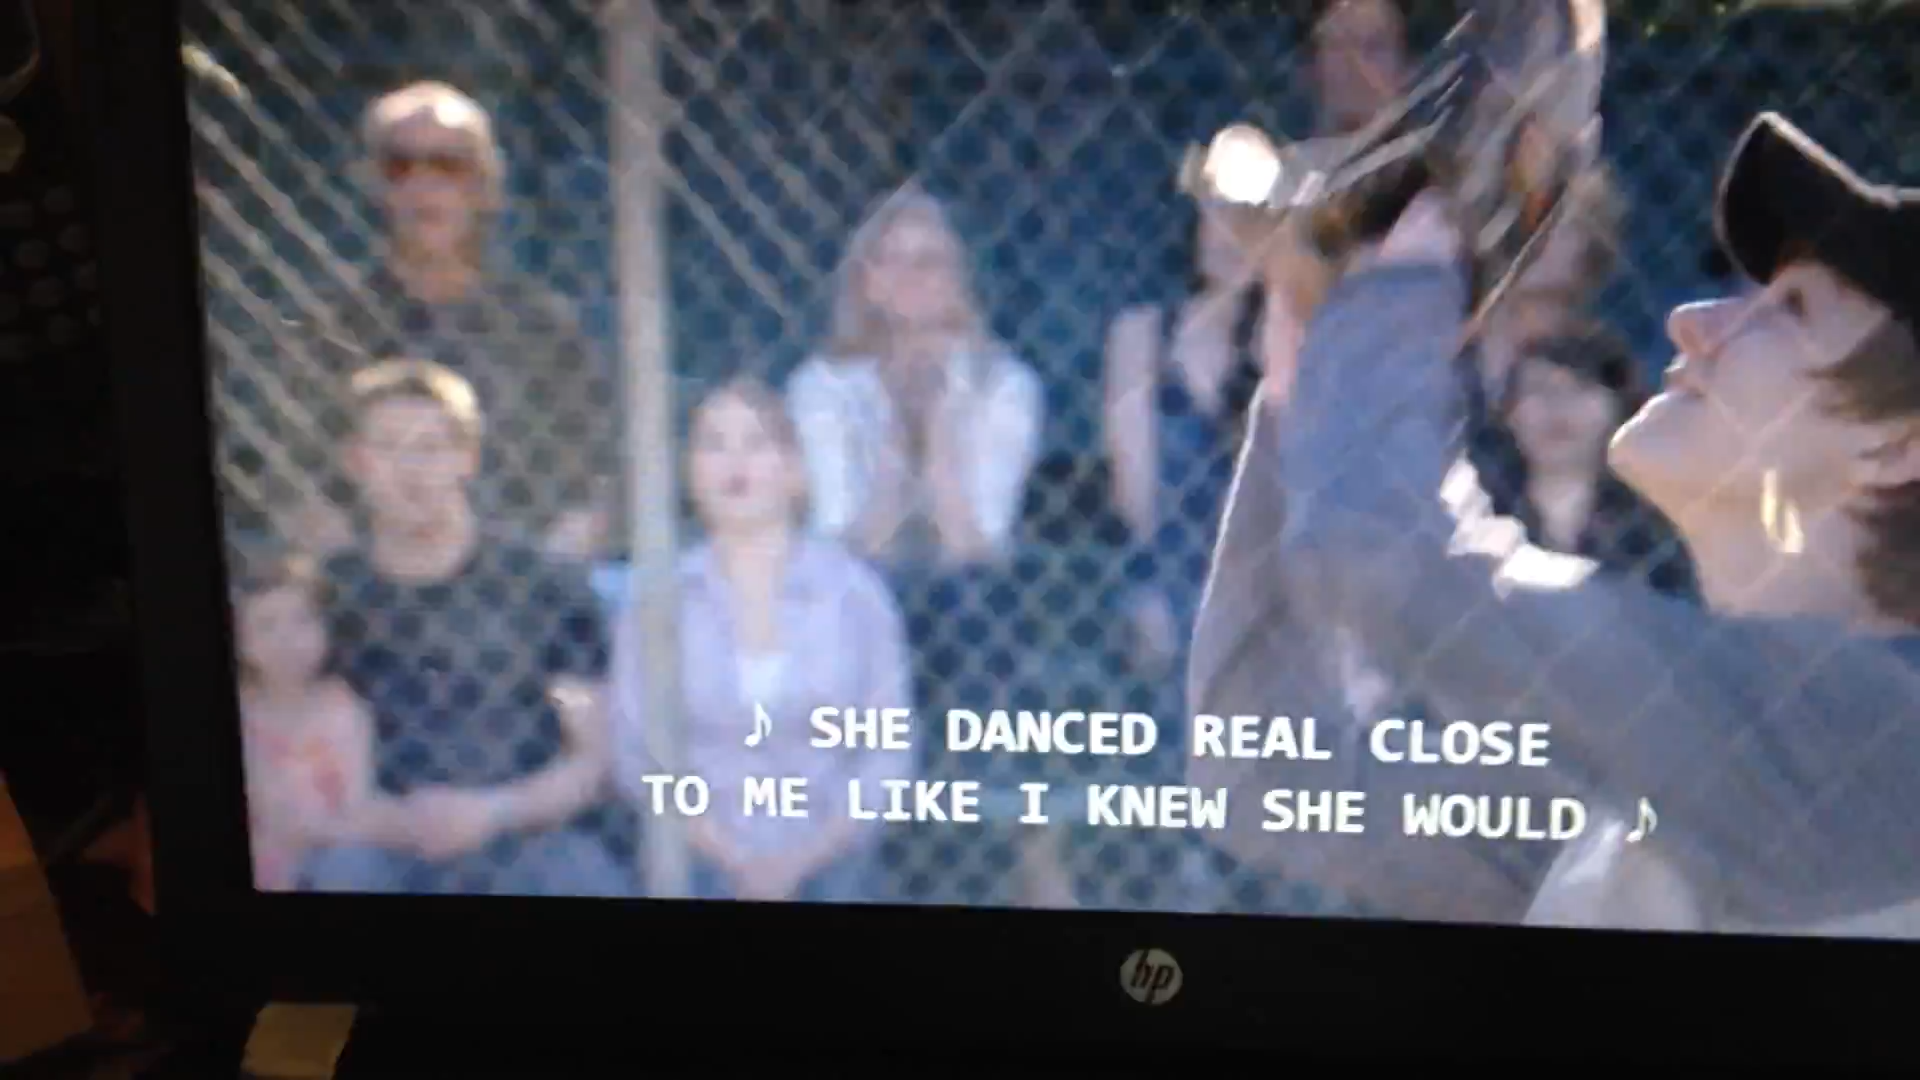 ♪ SHE DANCED REAL CLOSE
TO ME LIKE I KNEW SHE WOULD ♪
hp